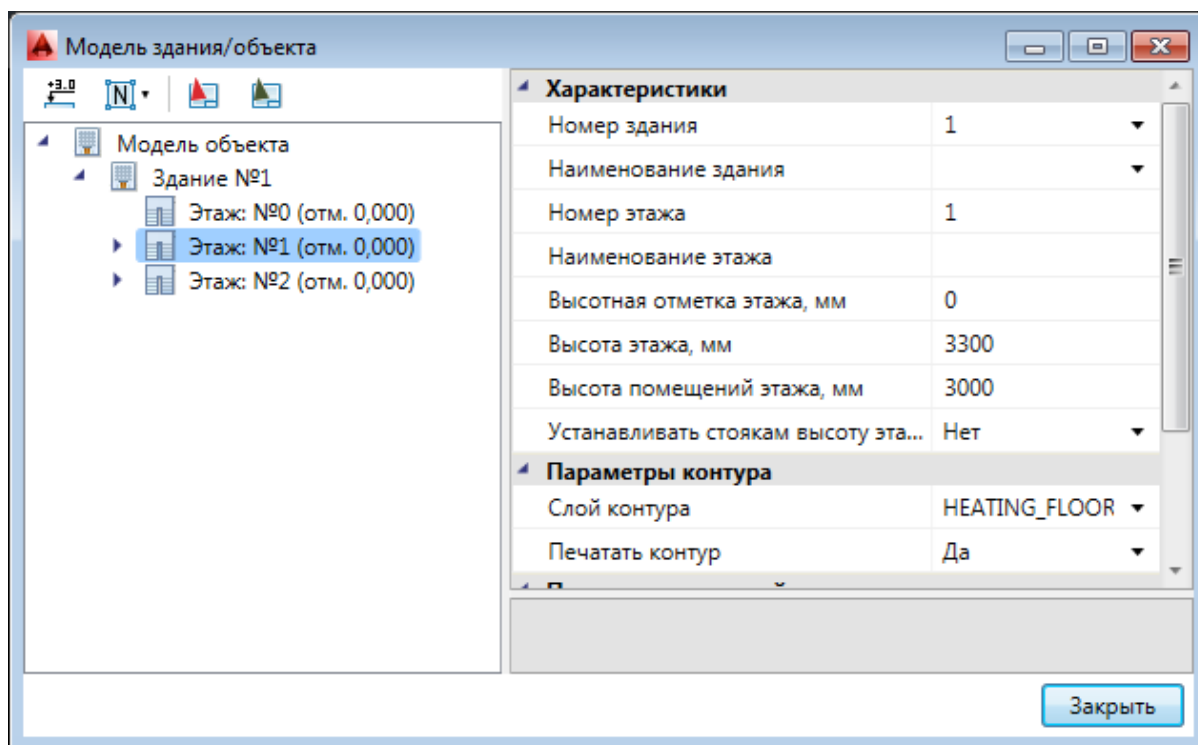 Модель здания/объекта
+3.0
N
Модель объекта
Здание №1
Этаж: №0 (отм. 0,000)
Этаж: №1 (отм. 0,000)
Этаж: №2 (отм. 0,000)
Характеристики
Номер здания 1
Наименование здания
Номер этажа 1
Наименование этажа
Высотная отметка этажа, мм 0
Высота этажа, мм 3300
Высота помещений этажа, мм 3000
Устанавливать стоякам высоту эта... Нет
Параметры контура
Слой контура HEATING_FLOOR
Печатать контур Да
Закрыть